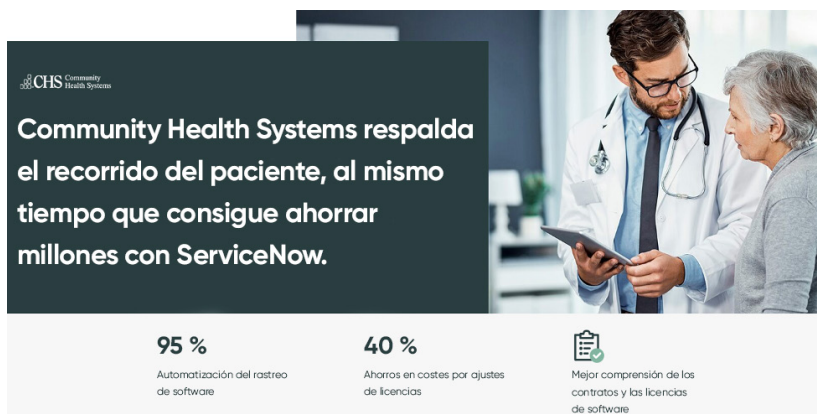 CHS Community
Health Systems
Community Health Systems respalda
el recorrido del paciente, al mismo
tiempo que consigue ahorrar
millones con ServiceNow.
95 %
Automatización del rastreo
de software
40 %
Ahorros en costes por ajustes
de licencias
Mejor comprensión de los
contratos y las licencias
de software